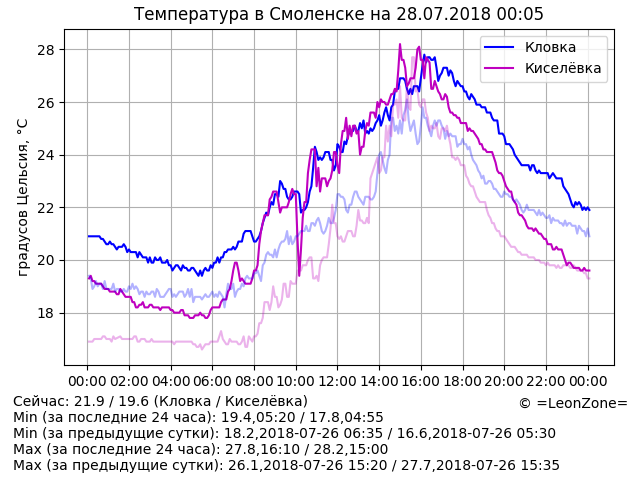 Температура в Смоленске на 28.07.2018 00:05
28
26
24
22
20
18
градусов Цельсия, °C
Кловка
Киселёвка
00:00 02:00 04:00 06:00 08:00 10:00 12:00 14:00 16:00 18:00 20:00 22:00 00:00
Сейчас: 21.9 / 19.6 (Кловка / Киселёвка)
© =LeonZone=
Min (за последние 24 часа): 19.4,05:20 / 17.8,04:55
Min (за предыдущие сутки): 18.2,2018-07-26 06:35 / 16.6,2018-07-26 05:30
Max (за последние 24 часа): 27.8,16:10 / 28.2,15:00
Max (за предыдущие сутки): 26.1,2018-07-26 15:20 / 27.7,2018-07-26 15:35